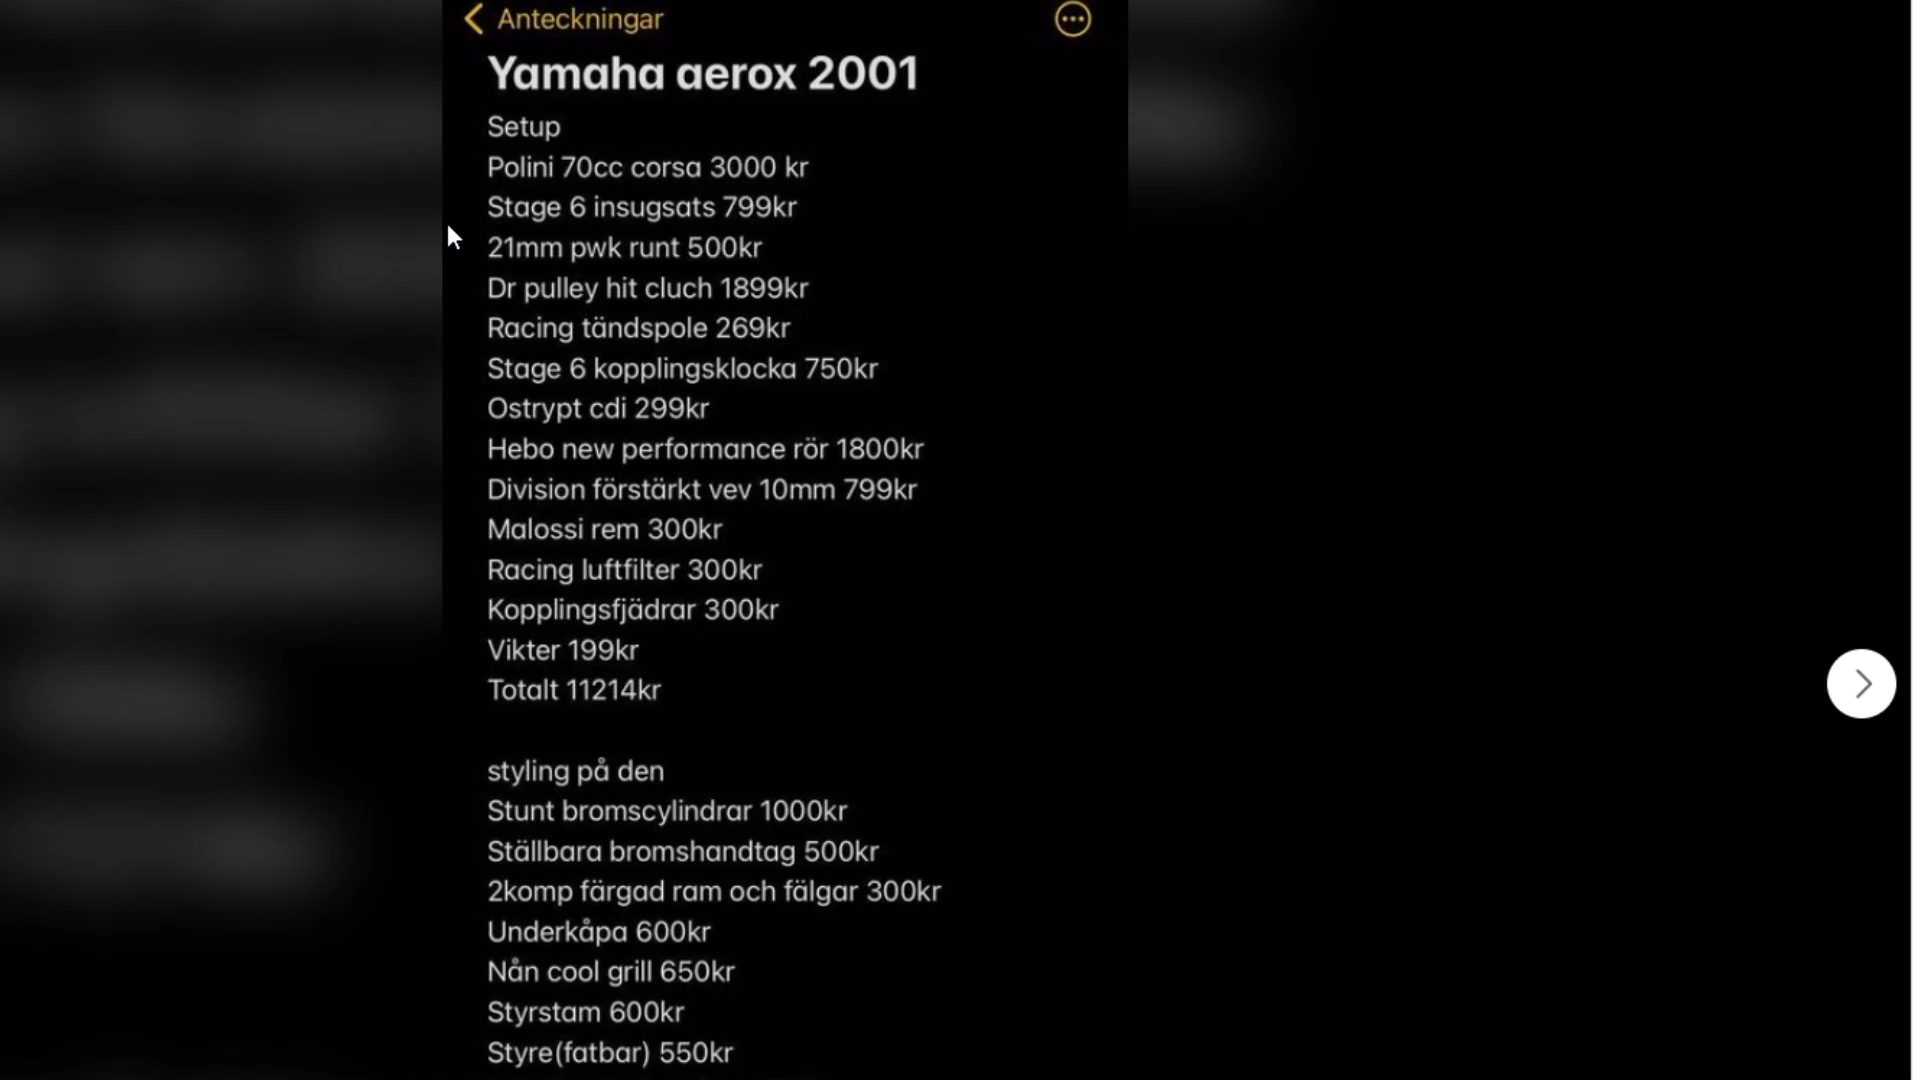 Anteckningar
Yamaha aerox 2001
Setup
Polini 70cc corsa 3000 kr
Stage 6 insugsats 799kr
21mm pwk runt 500kr
Dr pulley hit cluch 1899kr
Racing tändspole 269kr
Stage 6 kopplingsklocka 750kr
Ostrypt cdi 299kr
Hebo new performance rör 1800kr
Division förstärkt vev 10mm 799kr
Malossi rem 300kr
Racing luftfilter 300kr
Kopplingsfjädrar 300kr
Vikter 199kr
Totalt 11214kr
styling på den
Stunt bromscylindrar 1000kr
Ställbara bromshandtag 500kr
2komp färgad ram och fälgar 300kr
Underkåpa 600kr
Nån cool grill 650kr
Styrstam 600kr
Styre(fatbar) 550kr